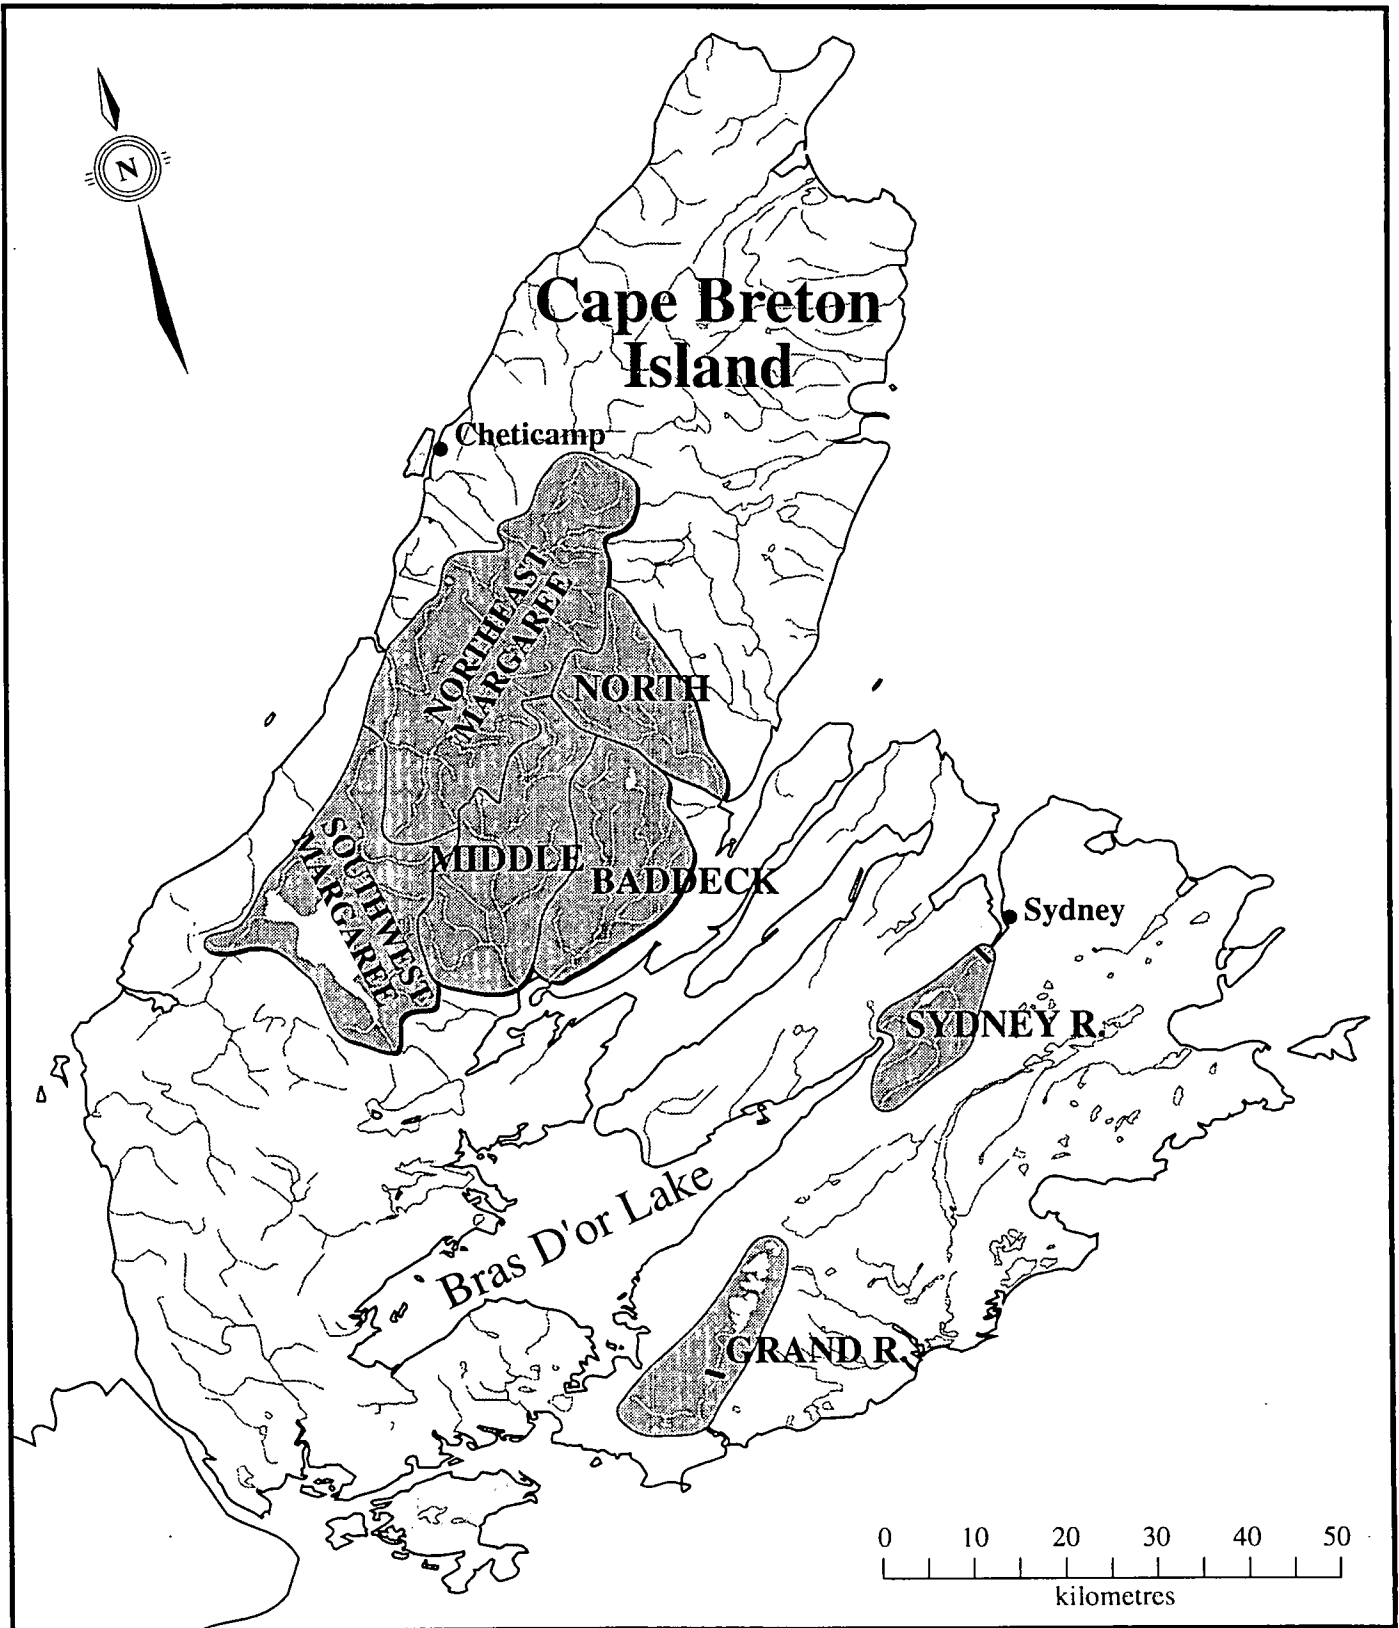 N
Cape Breton
Island
Cheticamp
NORTHEAST
MARGAREE
NORTH
SOUTHWEST
MARGAREE
MIDDLE
BADDECK
Sydney
SYDNEY R.
Bras D'or Lake
GRAND R.
0 10 20 30 40 50
kilometres